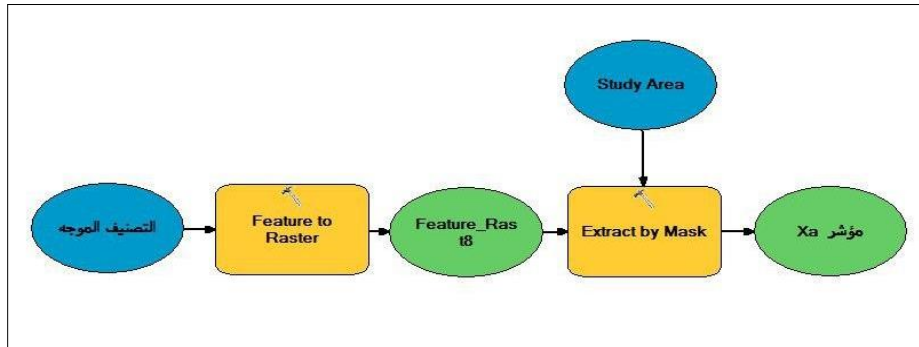 Study Area
التصنيف الموجه
Feature to
Raster
Feature_Ras
t8
Extract by Mask
مؤشر Xa